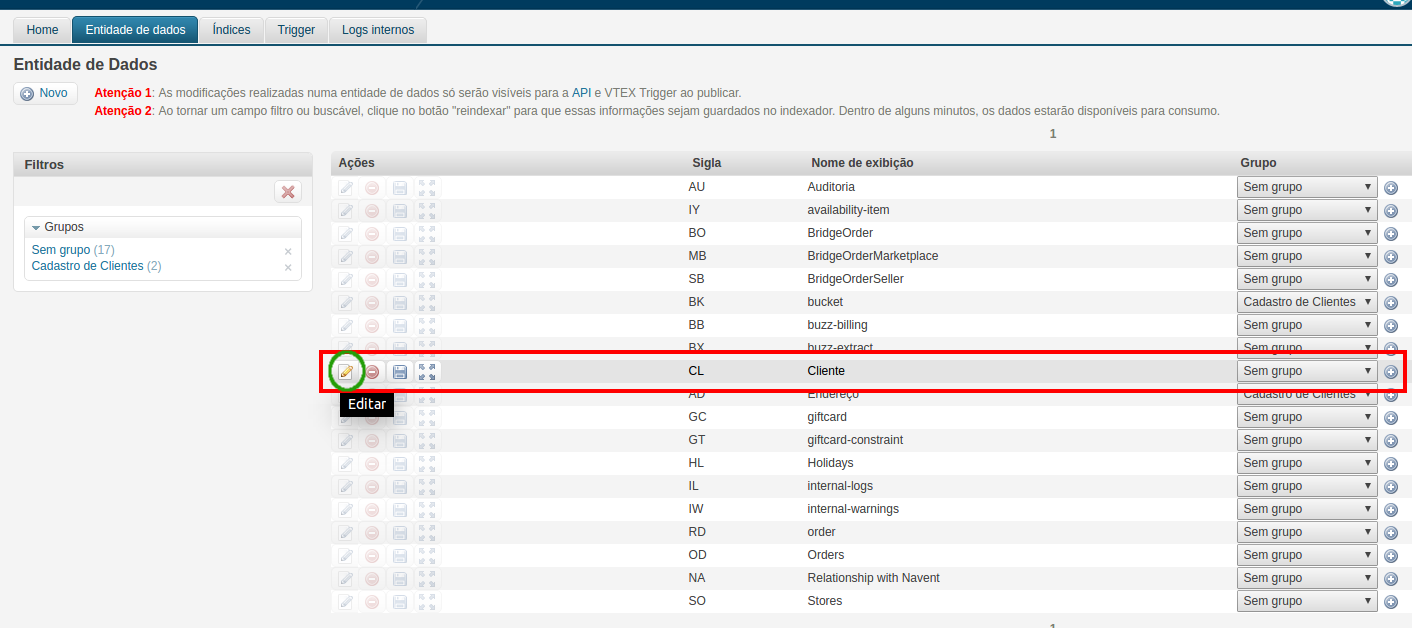 Home Entidade de dados Índices Trigger Logs internos
Entidade de Dados
Novo
Atenção 1: As modificações realizadas numa entidade de dados só serão visíveis para a API e VTEX Trigger ao publicar.
Atenção 2: Ao tornar um campo filtro ou buscável, clique no botão "reindexar" para que essas informações sejam guardados no indexador. Dentro de alguns minutos, os dados estarão disponíveis para consumo.
1
Filtros
Grupos
Sem grupo (17)
Cadastro de Clientes (2)
Ações Sigla Nome de exibição Grupo
AU Auditoria Sem grupo
IY availability-item Sem grupo
BO BridgeOrder Sem grupo
MB BridgeOrderMarketplace Sem grupo
SB BridgeOrderSeller Sem grupo
BK bucket Cadastro de Clientes
BB buzz-billing Sem grupo
BX buzz-extract Sem grupo
CL Cliente Sem grupo
Editar
AD Endereço Cadastro de Clientes
GC giftcard Sem grupo
GT giftcard-constraint Sem grupo
HL Holidays Sem grupo
IL internal-logs Sem grupo
IW internal-warnings Sem grupo
RD order Sem grupo
OD Orders Sem grupo
NA Relationship with Navent Sem grupo
SO Stores Sem grupo
1